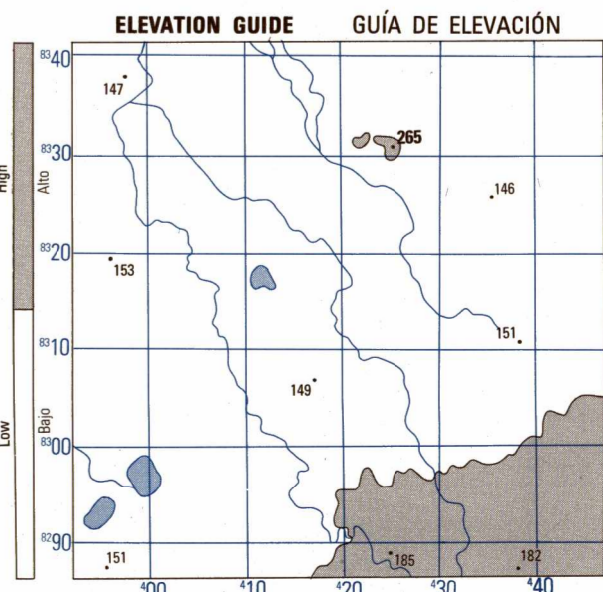 ELEVATION GUIDE GUÍA DE ELEVACIÓN
8340
147
265
High
Alto
8330
146
8320
153
151
8310
149
Low
Bajo
8300
8290
151
185
182
400 410 420 430 440